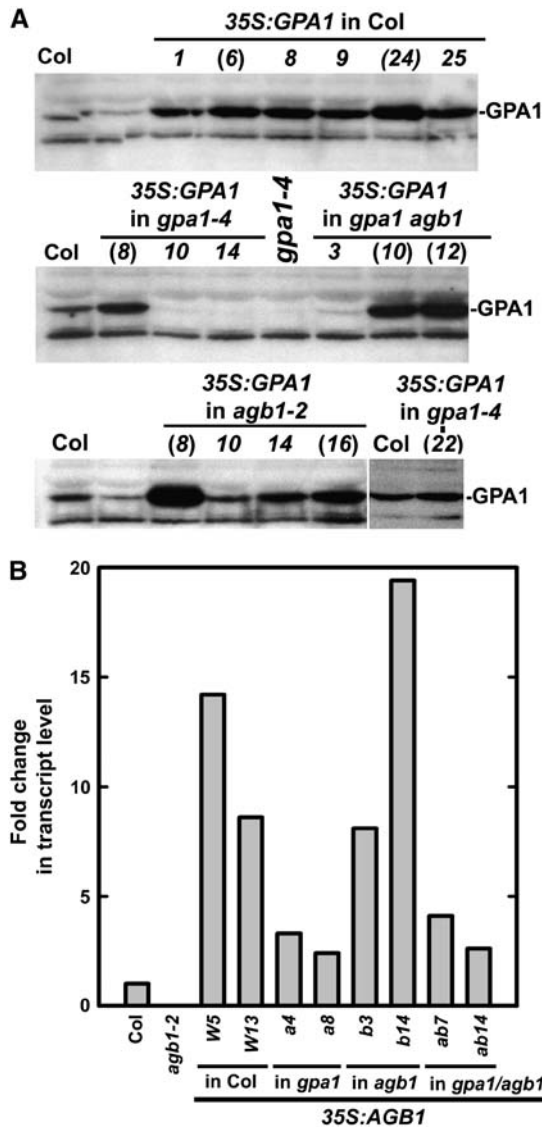 A
35S:GPA1 in Col
Col
1 (6) 8 9 (24) 25
-GPA1
35S:GPA1
in gpa1-4
gpa1-4
35S:GPA1
in gpa1 agb1
Col (8) 10 14 3 (10) (12)
-GPA1
35S:GPA1
in agb1-2
35S:GPA1
in gpa1-4
Col (8) 10 14 (16) Col (22)
-GPA1
B
Fold change
in transcript level
20
15
10
5
0
Col agb1-2 W5 W13 a4 a8 b3 b14 ab7 ab14
in Col in gpa1 in agb1 in gpa1/agb1
35S:AGB1